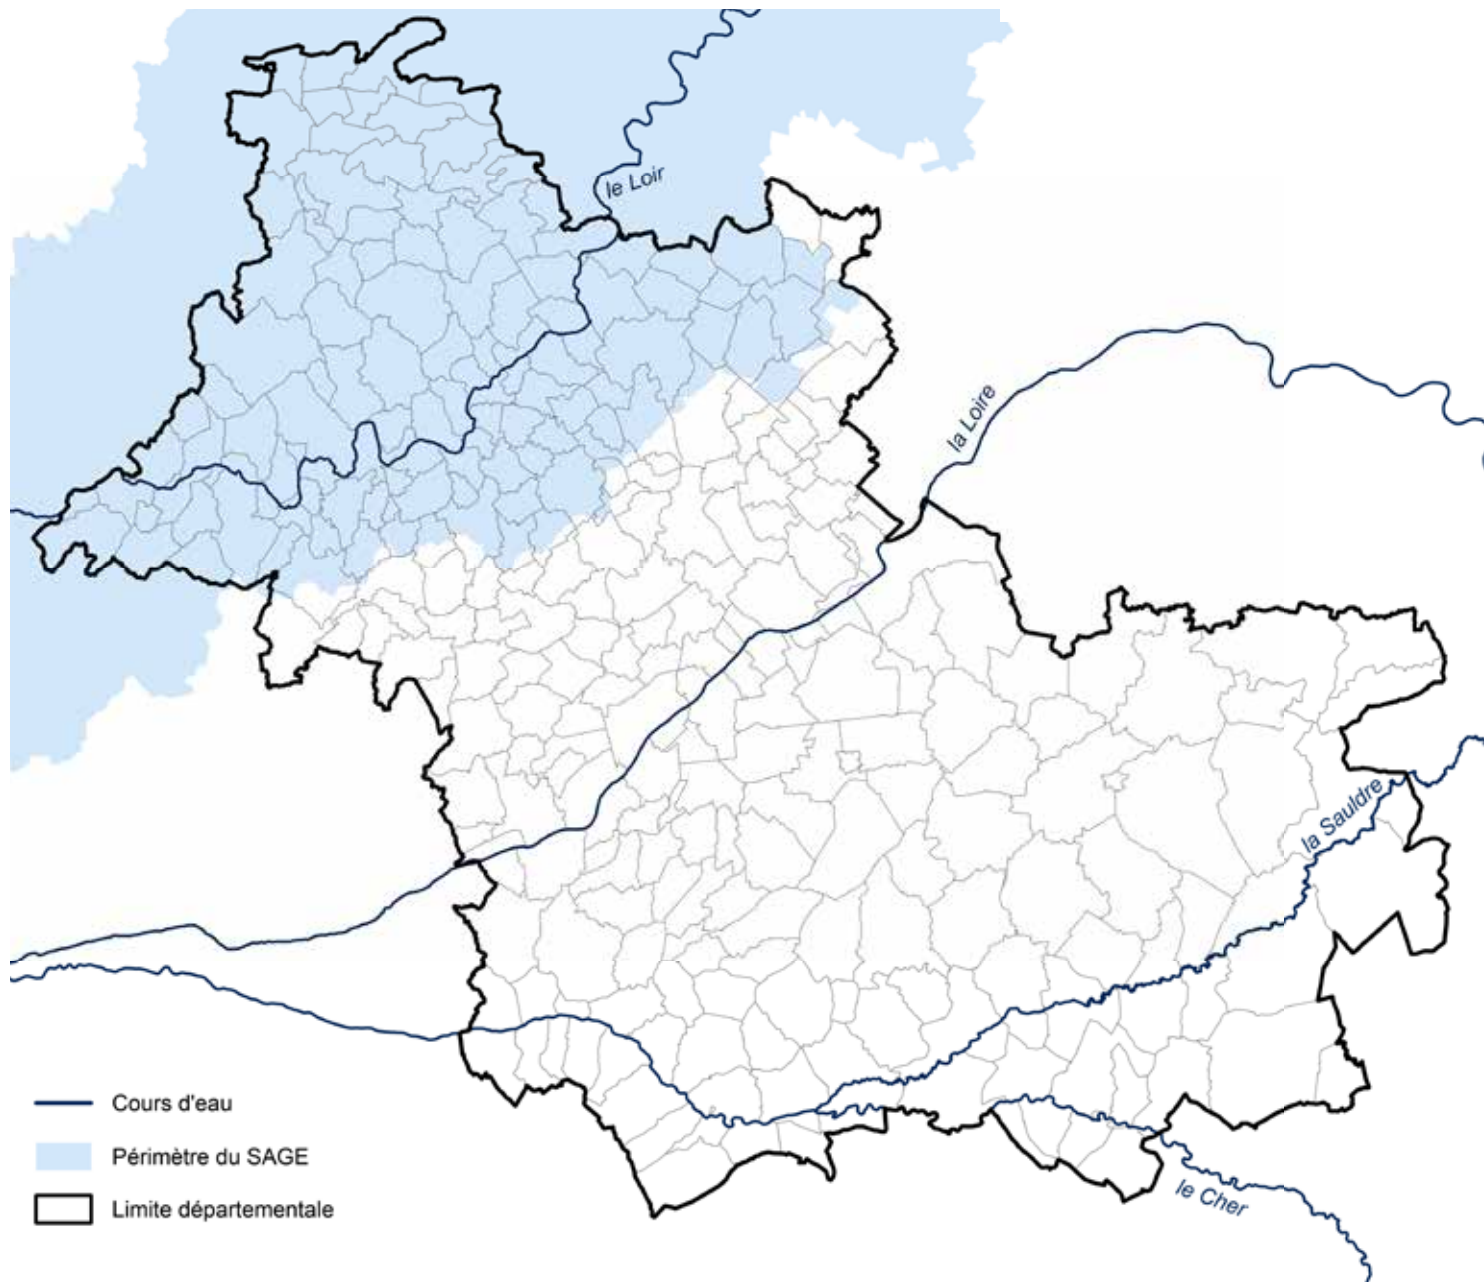 le Loir
la Loire
la Sauldre
Cours d'eau
Périmètre du SAGE
Limite départementale
le Cher